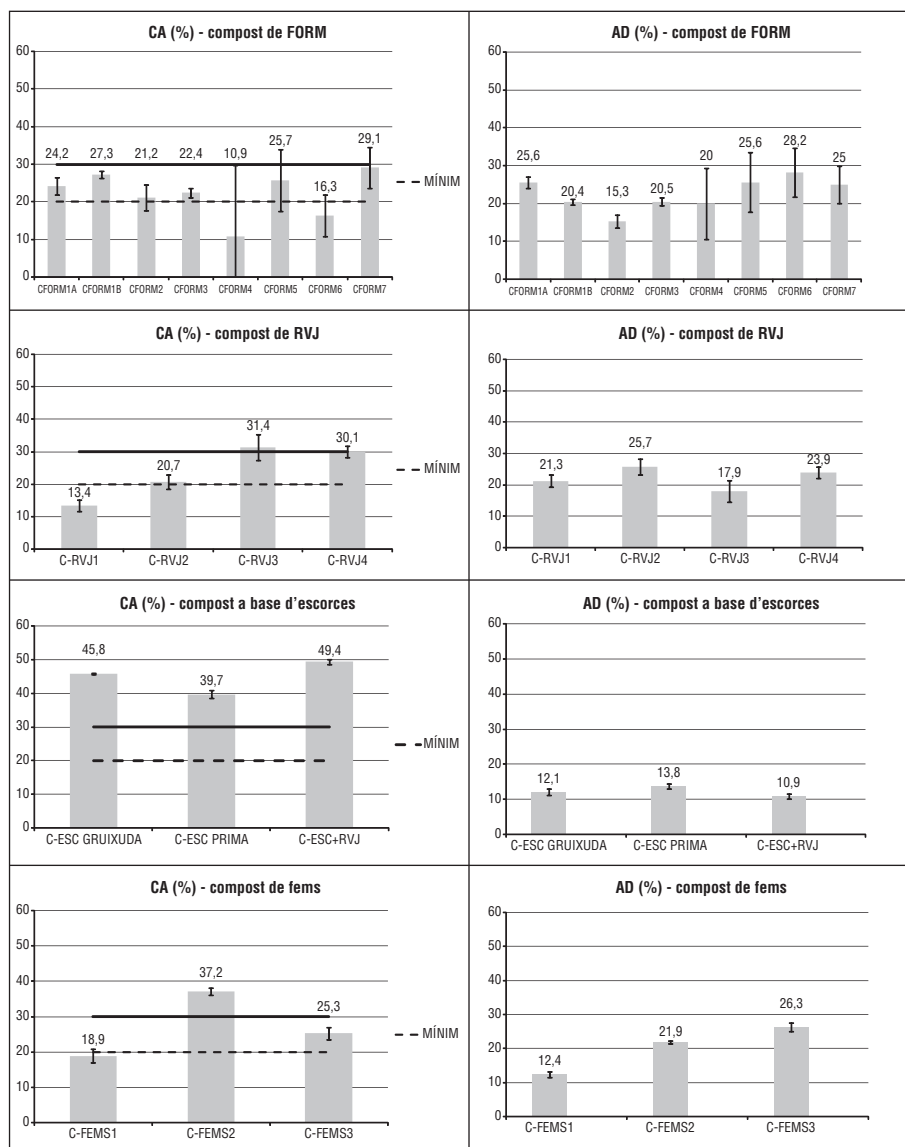 CA (%) - compost de FORM
60
50
40
30
20
10
0
24,2 27,3 21,2 22,4 10,9 25,7 16,3 29,1
MÍNIM
CFORM1A CFORM1B CFORM2 CFORM3 CFORM4 CFORM5 CFORM6 CFORM7
AD (%) - compost de FORM
60
50
40
30
20
10
0
25,6 20,4 15,3 20,5 20 25,6 28,2 25
CFORM1A CFORM1B CFORM2 CFORM3 CFORM4 CFORM5 CFORM6 CFORM7
CA (%) - compost de RVJ
60
50
40
30
20
10
0
13,4 20,7 31,4 30,1
MÍNIM
C-RVJ1 C-RVJ2 C-RVJ3 C-RVJ4
AD (%) - compost de RVJ
60
50
40
30
20
10
0
21,3 25,7 17,9 23,9
C-RVJ1 C-RVJ2 C-RVJ3 C-RVJ4
CA (%) - compost a base d'escorces
60
50
40
30
20
10
0
45,8 39,7 49,4
MÍNIM
C-ESC GRUIXUDA C-ESC PRIMA C-ESC+RVJ
AD (%) - compost a base d'escorces
60
50
40
30
20
10
0
12,1 13,8 10,9
C-ESC GRUIXUDA C-ESC PRIMA C-ESC+RVJ
CA (%) - compost de fems
60
50
40
30
20
10
0
18,9 37,2 25,3
MÍNIM
C-FEMS1 C-FEMS2 C-FEMS3
AD (%) - compost de fems
60
50
40
30
20
10
0
12,4 21,9 26,3
C-FEMS1 C-FEMS2 C-FEMS3